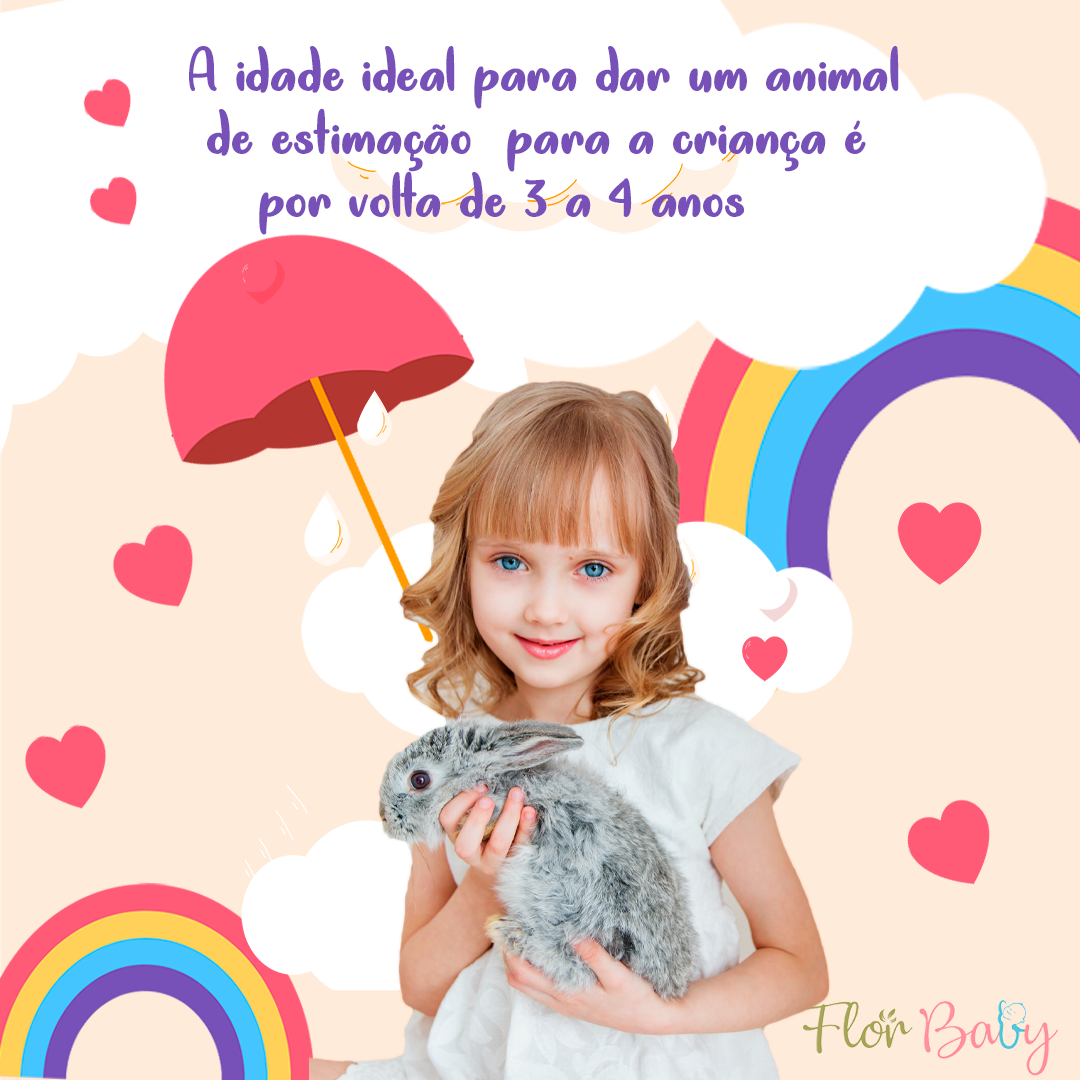 A idade ideal para dar um animal
de estimação para a criança é
por volta de 3 a 4 anos
Flor Baby